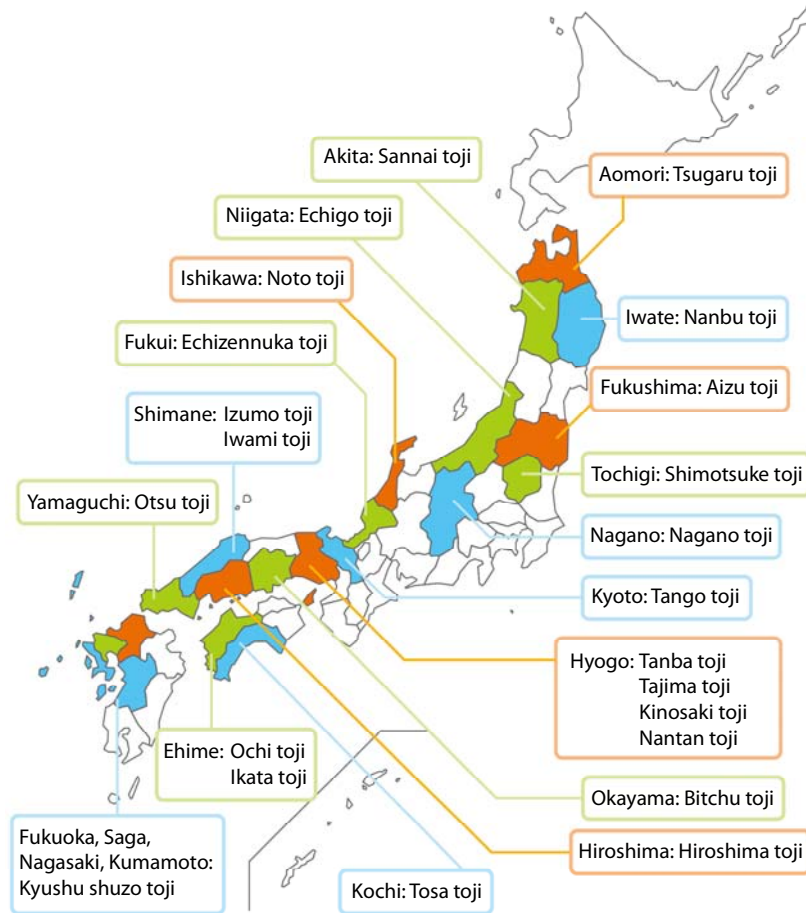 Akita: Sannai toji
Aomori: Tsugaru toji
Niigata: Echigo toji
Ishikawa: Noto toji
Iwate: Nanbu toji
Fukui: Echizennuka toji
Fukushima: Aizu toji
Shimane: Izumo toji
Iwami toji
Tochigi: Shimotsuke toji
Yamaguchi: Otsu toji
Nagano: Nagano toji
Kyoto: Tango toji
Hyogo: Tanba toji
Tajima toji
Kinosaki toji
Nantan toji
Ehime: Ochi toji
Ikata toji
Okayama: Bitchu toji
Fukuoka, Saga,
Nagasaki, Kumamoto:
Kyushu shuzo toji
Hiroshima: Hiroshima toji
Kochi: Tosa toji